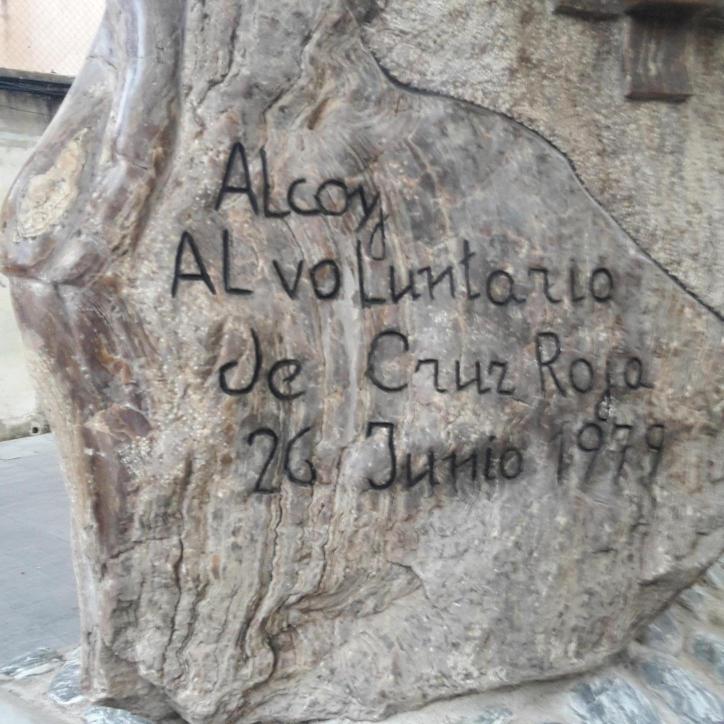 ALcoy
AL voLuntario
de Cruz Roja
26 Junio 1979